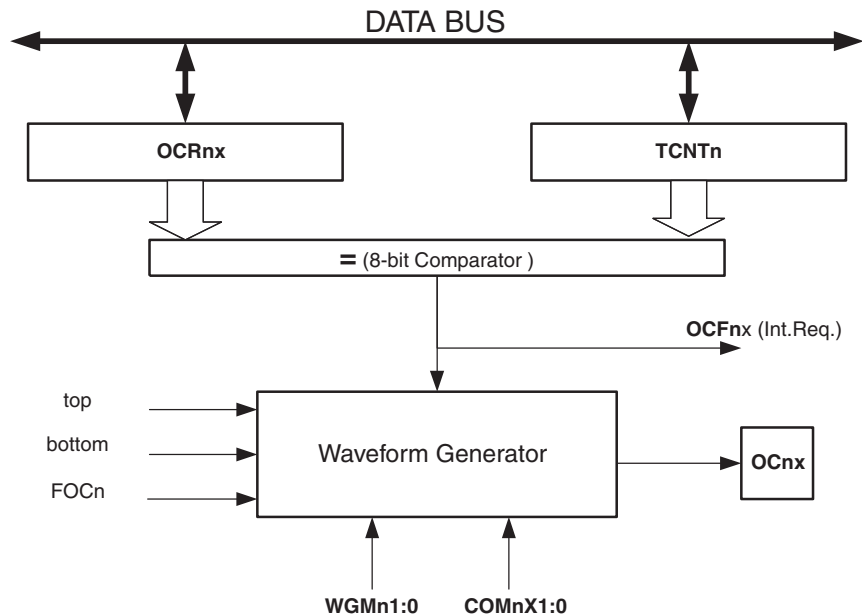 DATA BUS
OCRnx
TCNTn
= (8-bit Comparator )
OCFnx (Int.Req.)
top
bottom
FOCn
Waveform Generator
OCnx
WGMn1:0
COMnX1:0